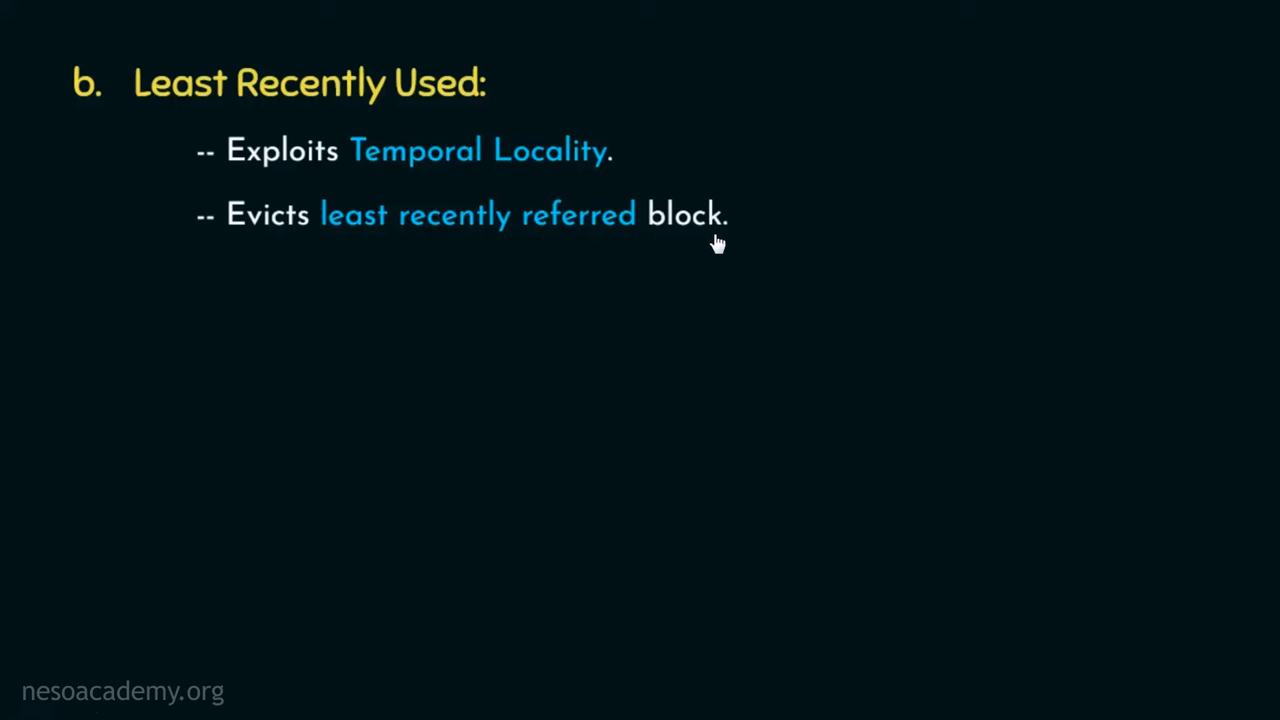 b. Least Recently Used:
-- Exploits Temporal Locality.
-- Evicts least recently referred block.
nesoacademy.org